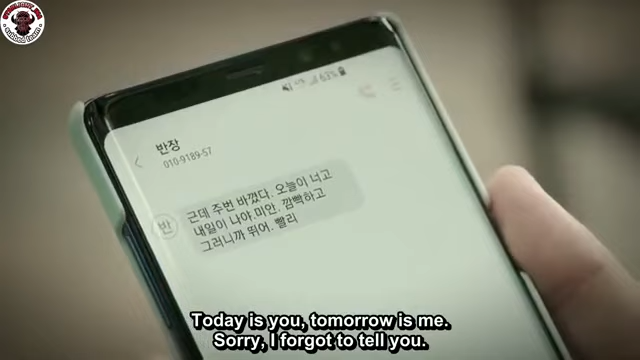 63%
반장
010-9189-57
근데 주번 바꼈다. 오늘이 너고
내일이 나야.미안. 깜빡하고
그러니까 뛰어. 빨리
반
Today is you, tomorrow is me.
Sorry, I forgot to tell you.